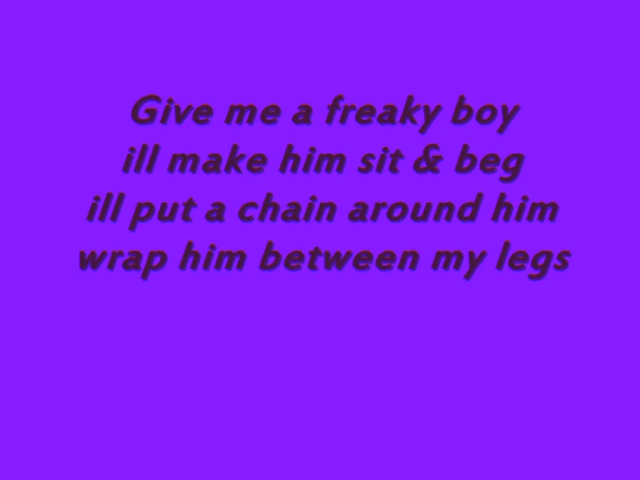 Give me a freaky boy
ill make him sit & beg
ill put a chain around him
wrap him between my legs